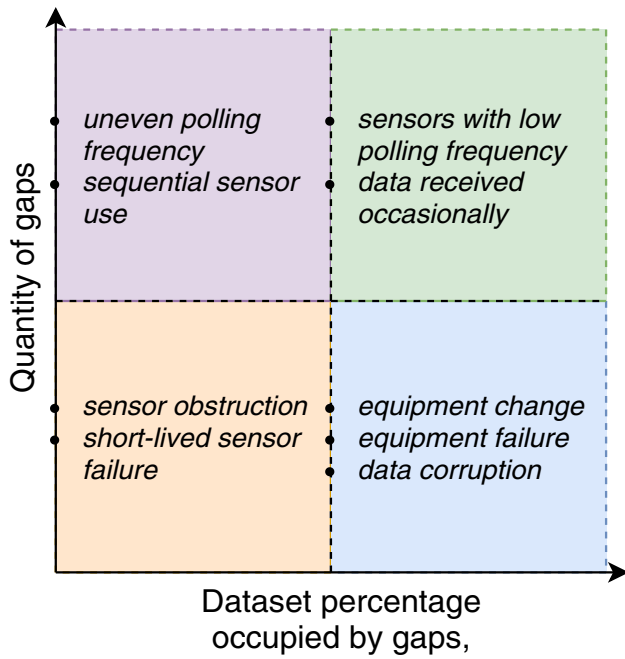 Quantity of gaps
• uneven polling
frequency
• sequential sensor
use
• sensors with low
polling frequency
• data received
occasionally
• sensor obstruction
• short-lived sensor
failure
• equipment change
• equipment failure
• data corruption
Dataset percentage
occupied by gaps,